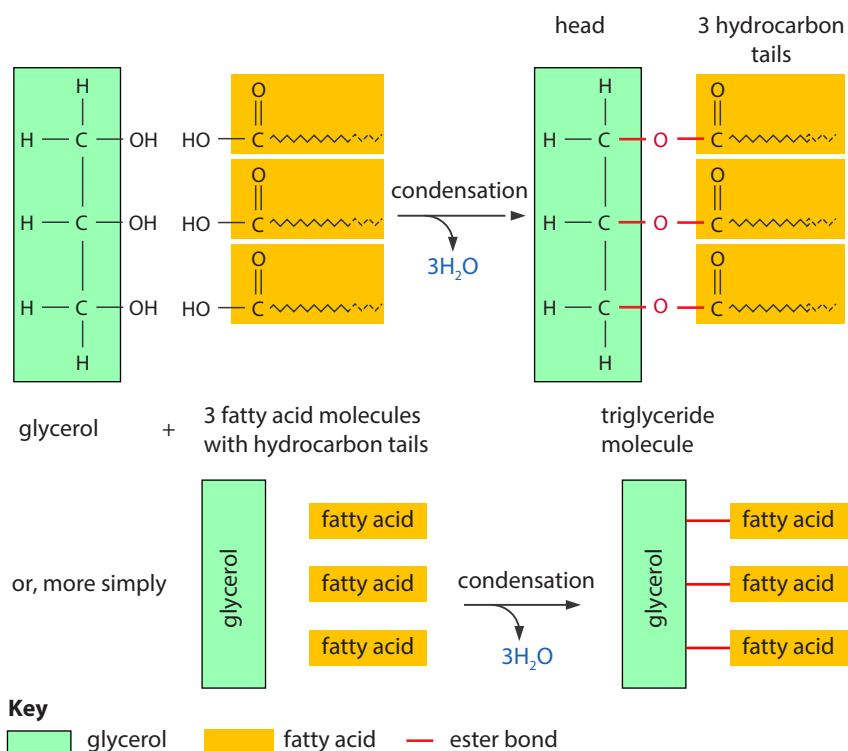 head
3 hydrocarbon
tails
H
O
H
O
H — C — OH
HO — C
H — C — O — C
O
condensation
O
H — C — OH
HO — C
H — C — O — C
3H₂O
O
O
H — C — OH
HO — C
H — C — O — C
H
H
glycerol
+
3 fatty acid molecules
with hydrocarbon tails
triglyceride
molecule
or, more simply
glycerol
fatty acid
fatty acid
fatty acid
condensation
3H₂O
glycerol
fatty acid
fatty acid
fatty acid
Key
glycerol
fatty acid
ester bond